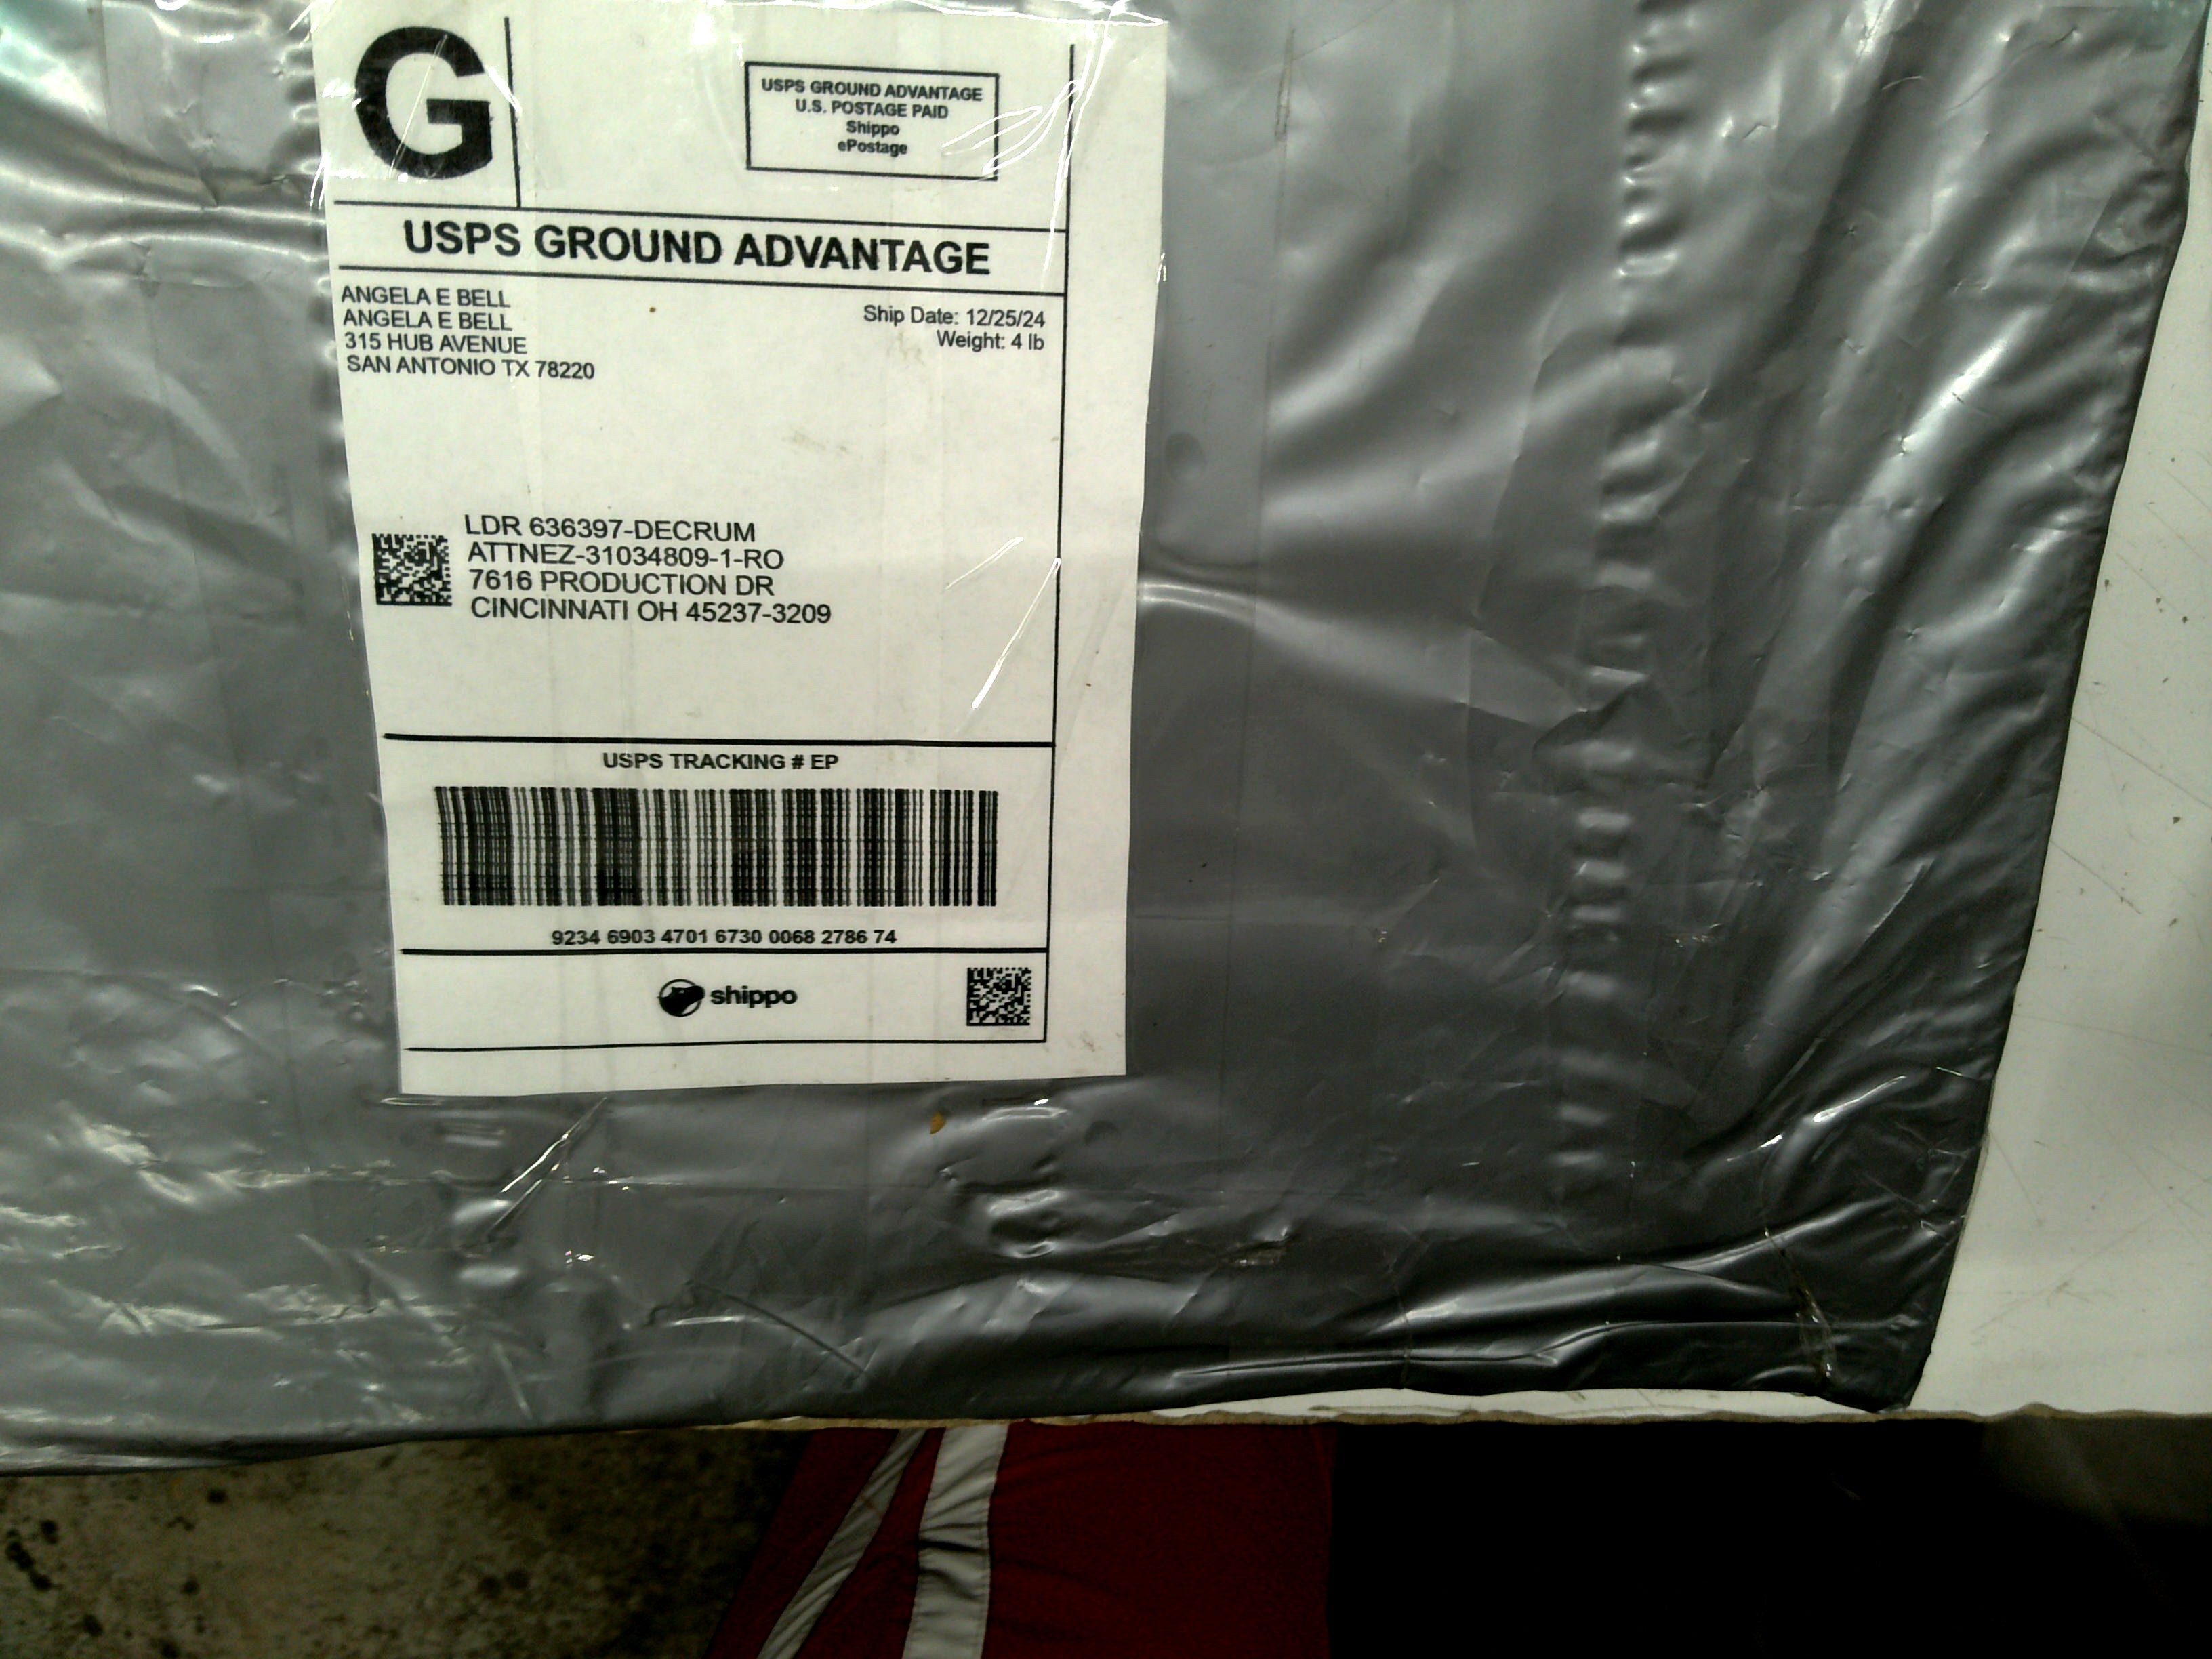 G
USPS GROUND ADVANTAGE
U.S. POSTAGE PAID
Shippo
ePostage
USPS GROUND ADVANTAGE
ANGELA E BELL
ANGELA E BELL
315 HUB AVENUE
SAN ANTONIO TX 78220
Ship Date: 12/25/24
Weight: 4 lb
LDR 636397-DECRUM
ATTNEZ-31034809-1-RO
7616 PRODUCTION DR
CINCINNATI OH 45237-3209
USPS TRACKING # EP
9234 6903 4701 6730 0068 2786 74
shippo